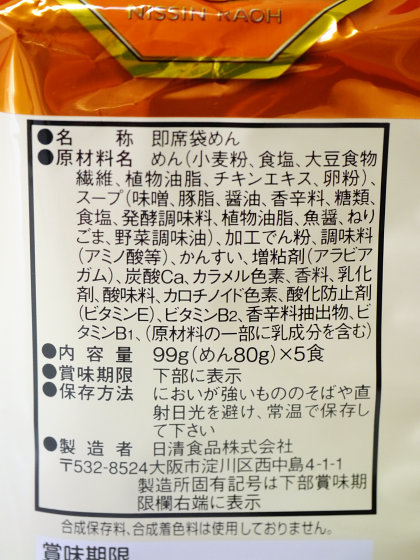 NISSIN RAOH
●名　　称　即席袋めん
●原材料名　めん(小麦粉、食塩、大豆食物
繊維、植物油脂、チキンエキス、卵粉)、
スープ(味噌、豚脂、醤油、香辛料、糖類、
食塩、発酵調味料、植物油脂、魚醤、ねり
ごま、野菜調味油)、加工でん粉、調味料
(アミノ酸等)、かんすい、増粘剤(アラビア
ガム)、炭酸Ca、カラメル色素、香料、乳化
剤、酸味料、カロチノイド色素、酸化防止剤
(ビタミンE)、ビタミンB2、香辛料抽出物、ビ
タミンB1、(原材料の一部に乳成分を含む)
●内 容 量　99g(めん80g)×5食
●賞味期限　下部に表示
●保存方法　においが強いもののそばや直
射日光を避け、常温で保存し
て下さい
●製 造 者　日清食品株式会社
〒532-8524大阪市淀川区西中島4-1-1
製造所固有記号は下部賞味期
限欄右端に表示
合成保存料、合成着色料は使用しておりません。
賞味期限